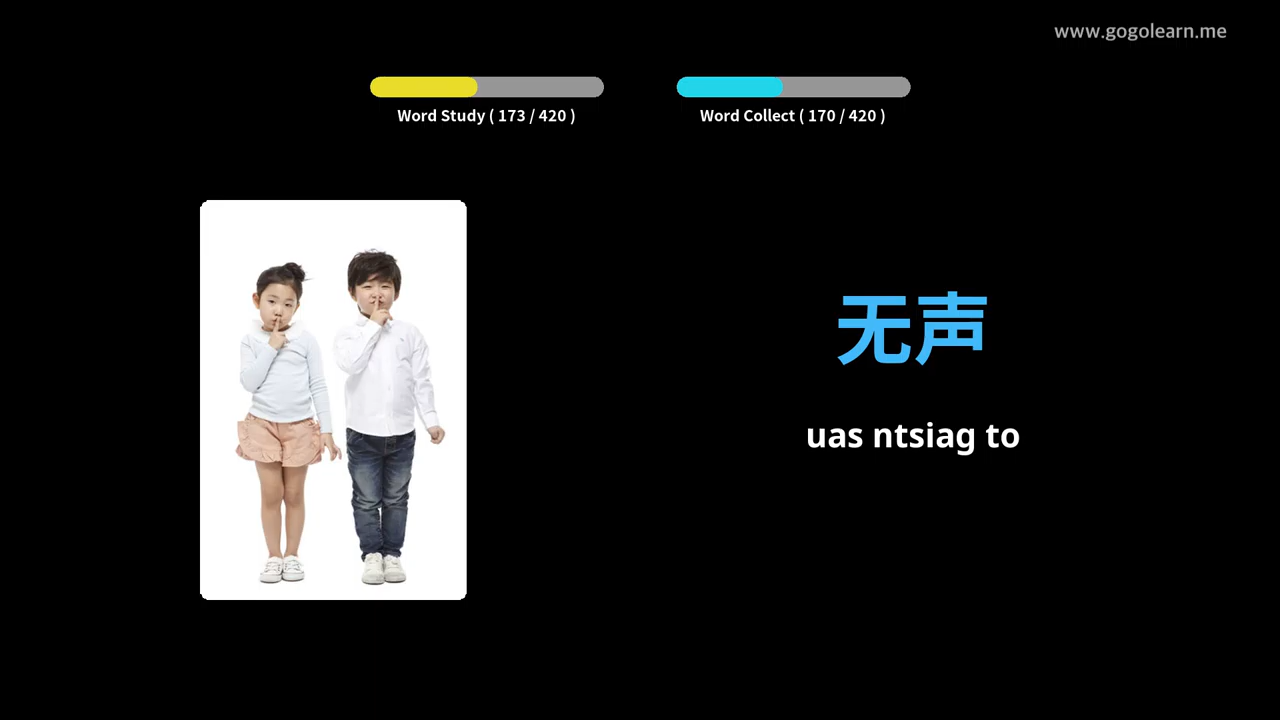 www.gogolearn.me
Word Study ( 173 / 420 )
Word Collect ( 170 / 420 )
无声
uas ntsiag to